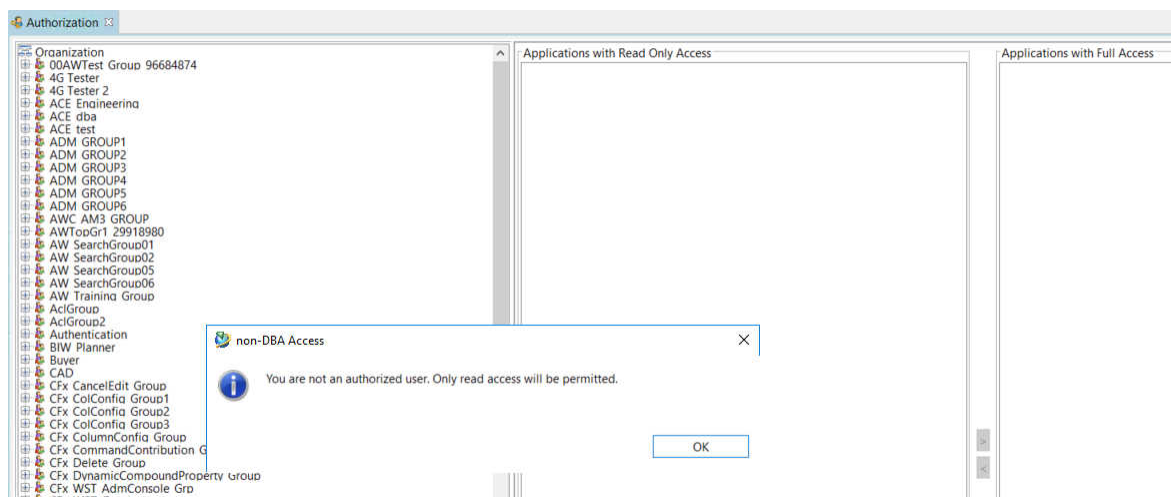 Authorization
Organization
00AWTest Group 96684874
4G Tester
4G Tester 2
ACE Engineering
ACE dba
ACE test
ADM GROUP1
ADM GROUP2
ADM GROUP3
ADM GROUP4
ADM GROUP5
ADM GROUP6
AWC AM3 GROUP
AWTopGr1 29918980
AW SearchGroup01
AW SearchGroup02
AW SearchGroup05
AW SearchGroup06
AW Training Group
AclGroup
AclGroup2
Authentication
BIW Planner
Buyer
CAD
CFx CancelEdit Group
CFx ColConfig Group1
CFx ColConfig Group2
CFx ColConfig Group3
CFx ColumnConfig Group
CFx CommandContribution G
CFx Delete Group
CFx DynamicCompoundProperty Group
CFx WST AdmConsole Grp
Applications with Read Only Access
Applications with Full Access
>
<
non-DBA Access
You are not an authorized user. Only read access will be permitted.
OK